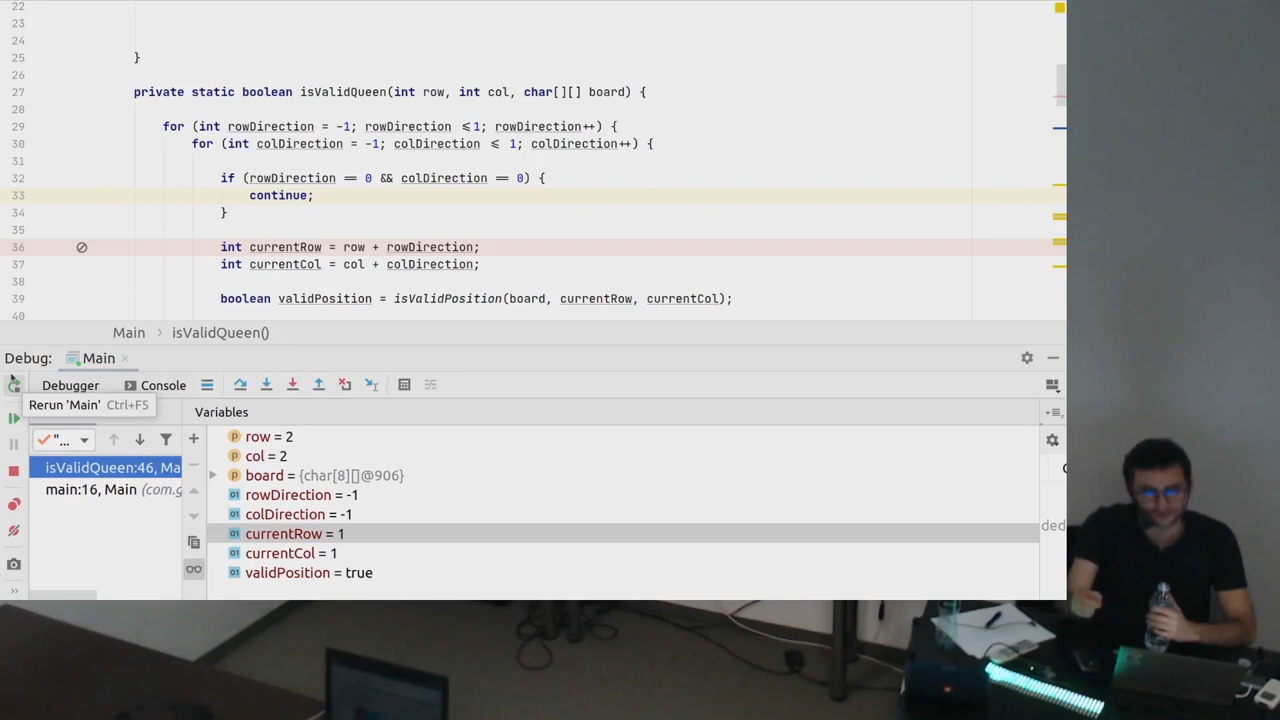 22
23
24
25 }
26
27 private static boolean isValidQueen(int row, int col, char[][] board) {
28
29 for (int rowDirection = -1; rowDirection ≤1; rowDirection++) {
30 for (int colDirection = -1; colDirection ≤ 1; colDirection++) {
31
32 if (rowDirection == 0 && colDirection == 0) {
33 continue;
34 }
35
36 int currentRow = row + rowDirection;
37 int currentCol = col + colDirection;
38
39 boolean validPosition = isValidPosition(board, currentRow, currentCol);
40
Main › isValidQueen()
Debug: Main ×
Debugger Console
Rerun 'Main' Ctrl+F5
Variables
"...
isValidQueen:46, Ma
main:16, Main (com.g
row = 2
col = 2
board = {char[8][]@906}
rowDirection = -1
colDirection = -1
currentRow = 1
currentCol = 1
validPosition = true
ded